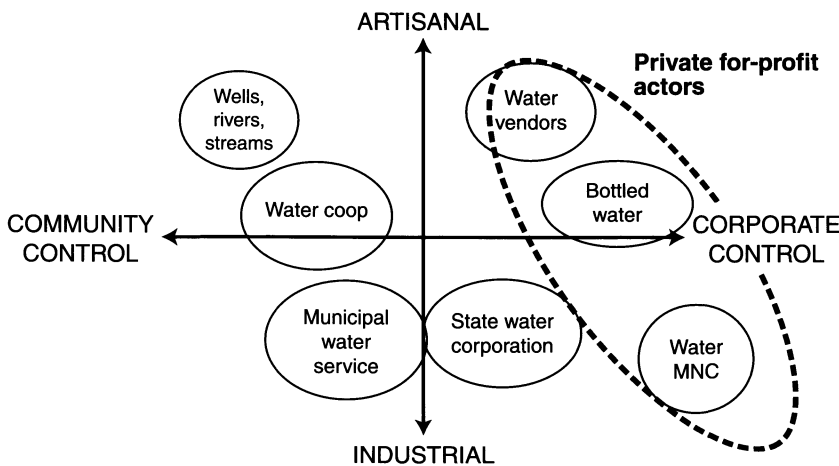 ARTISANAL
Private for-profit
actors
Wells,
rivers,
streams
Water
vendors
Water coop
Bottled
water
COMMUNITY
CONTROL
CORPORATE
CONTROL
Municipal
water
service
State water
corporation
Water
MNC
INDUSTRIAL